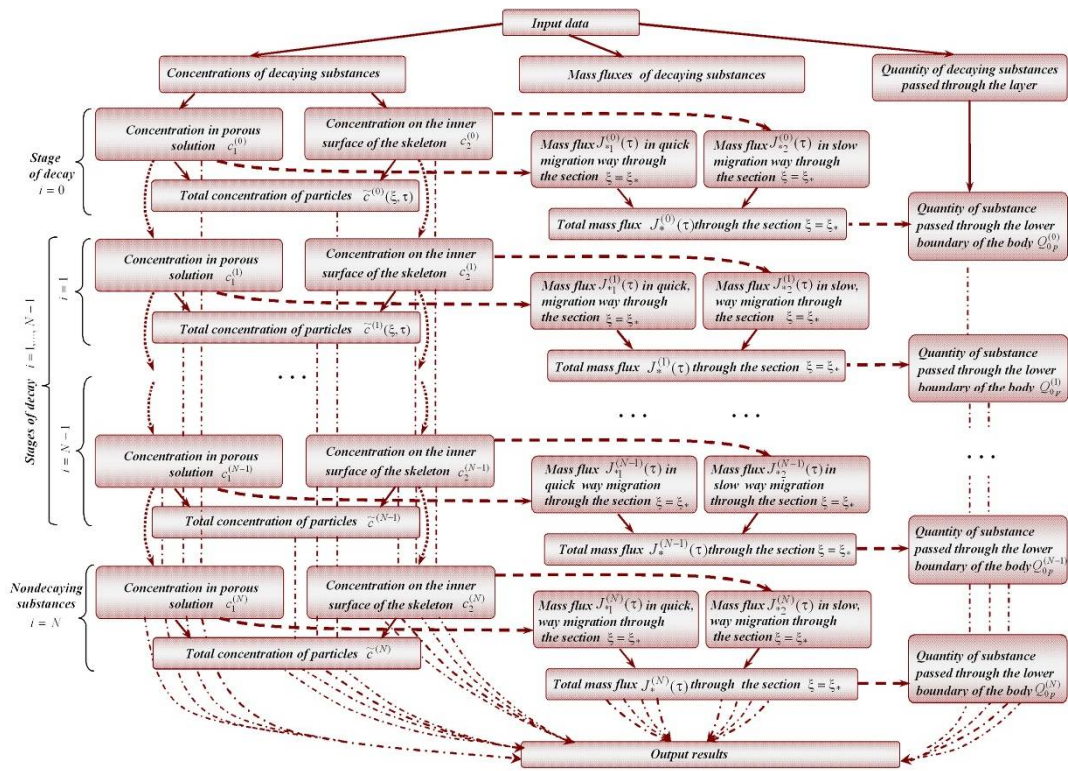 Input data
Concentrations of decaying substances
Mass fluxes of decaying substances
Quantity of decaying substances
passed through the layer
Stage
of decay
i = 0
Concentration in porous
solution c₁⁽⁰⁾
Concentration on the inner
surface of the skeleton c₂⁽⁰⁾
Total concentration of particles c̃⁽⁰⁾(ξ,τ)
Mass flux J*₁⁽⁰⁾(τ) in quick
migration way through
the section ξ = ξ*
Mass flux J*₂⁽⁰⁾(τ) in slow
migration way through
the section ξ = ξ*
Total mass flux J*⁽⁰⁾(τ) through the section ξ = ξ*
Quantity of substance
passed through the lower
boundary of the body Q₀ₚ⁽⁰⁾
Stages of decay i = 1,..., N−1
i = 1
Concentration in porous
solution c₁⁽¹⁾
Concentration on the inner
surface of the skeleton c₂⁽¹⁾
Total concentration of particles c̃⁽¹⁾(ξ,τ)
Mass flux J*₁⁽¹⁾(τ) in quick,
migration way through
the section ξ = ξ*
Mass flux J*₂⁽¹⁾(τ) in slow,
way migration through
the section ξ = ξ*
Total mass flux J*⁽¹⁾(τ) through the section ξ = ξ*
Quantity of substance
passed through the lower
boundary of the body Q₀ₚ⁽¹⁾
. . .
. . .
. . .
. . .
i = N−1
Concentration in porous
solution c₁⁽ᴺ⁻¹⁾
Concentration on the inner
surface of the skeleton c₂⁽ᴺ⁻¹⁾
Total concentration of particles c̃⁽ᴺ⁻¹⁾
Mass flux J*₁⁽ᴺ⁻¹⁾(τ) in
quick way migration
through the section ξ = ξ*
Mass flux J*₂⁽ᴺ⁻¹⁾(τ) in
slow way migration
through the section ξ = ξ*
Total mass flux J*⁽ᴺ⁻¹⁾(τ) through the section ξ = ξ*
Quantity of substance
passed through the lower
boundary of the body Q₀ₚ⁽ᴺ⁻¹⁾
Nondecaying
substances
i = N
Concentration in porous
solution c₁⁽ᴺ⁾
Concentration on the inner
surface of the skeleton c₂⁽ᴺ⁾
Total concentration of particles c̃⁽ᴺ⁾
Mass flux J*₁⁽ᴺ⁾(τ) in quick,
way migration through
the section ξ = ξ*
Mass flux J*₂⁽ᴺ⁾(τ) in slow,
way migration through
the section ξ = ξ*
Total mass flux J*⁽ᴺ⁾(τ) through the section ξ = ξ*
Quantity of substance
passed through the lower
boundary of the body Q₀ₚ⁽ᴺ⁾
Output results